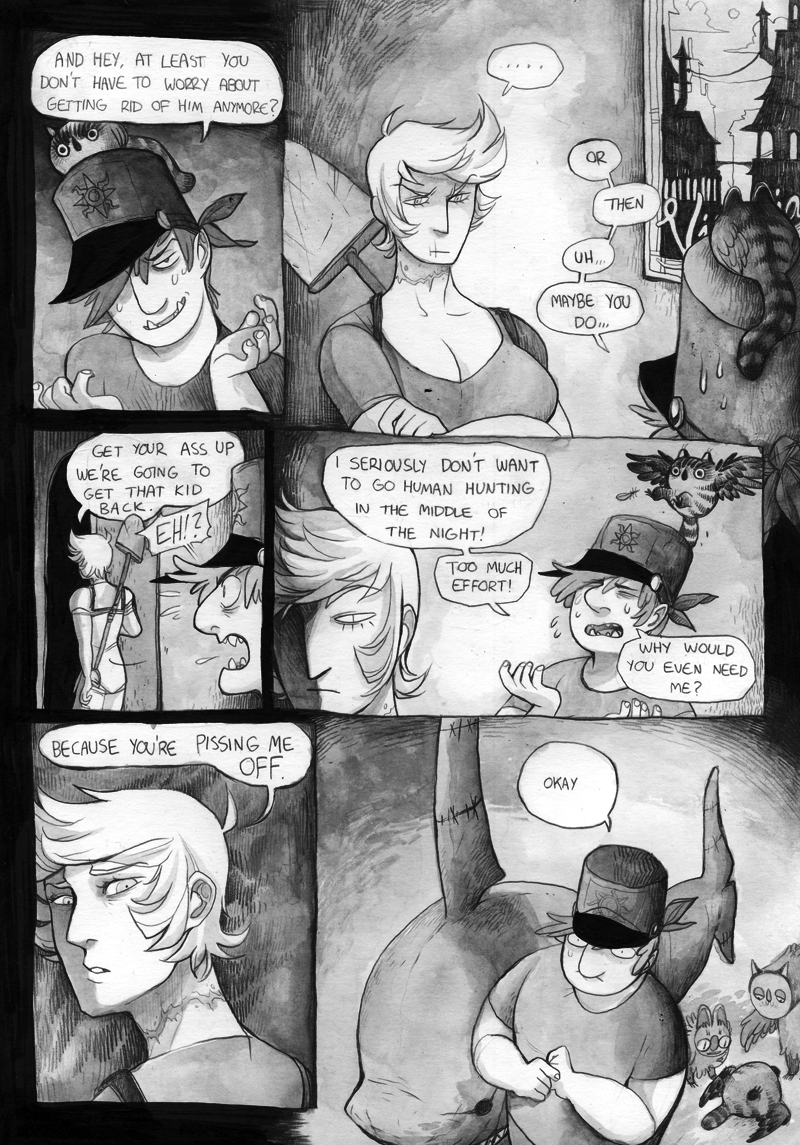 AND HEY, AT LEAST YOU
DON'T HAVE TO WORRY ABOUT
GETTING RID OF HIM ANYMORE?
.....
OR
THEN
UH...
MAYBE YOU
DO...
GET YOUR ASS UP
WE'RE GOING TO
GET THAT KID
BACK.
EH!?
I SERIOUSLY DON'T WANT
TO GO HUMAN HUNTING
IN THE MIDDLE OF
THE NIGHT!
TOO MUCH
EFFORT!
WHY WOULD
YOU EVEN NEED
ME?
BECAUSE YOU'RE PISSING ME
OFF.
OKAY